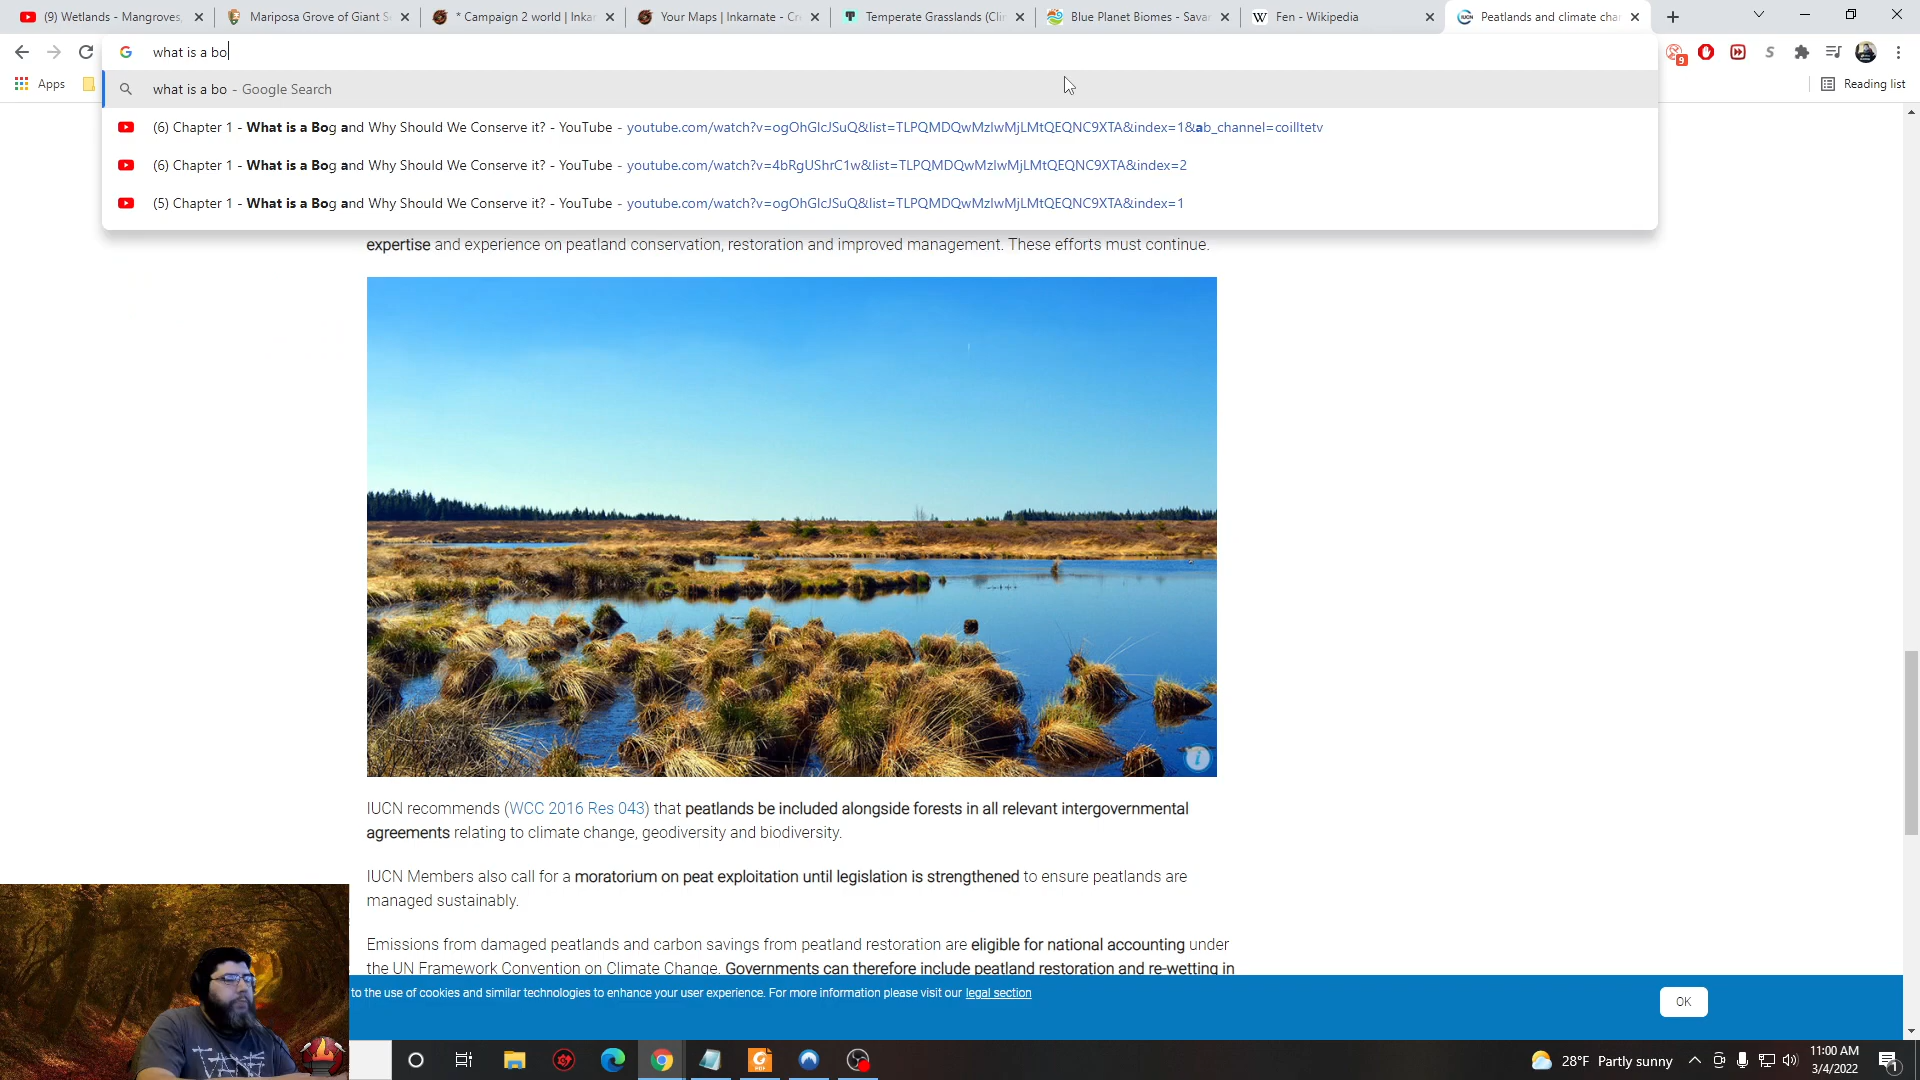 (9) Wetlands - Mangroves,
Mariposa Grove of Giant S
* Campaign 2 world | Inkar
Your Maps | Inkarnate - Cr
Temperate Grasslands (Clir
Blue Planet Biomes - Sava
Fen - Wikipedia
Peatlands and climate cha
what is a bo
9
Apps
Reading list
what is a bo - Google Search
(6) Chapter 1 - What is a Bog and Why Should We Conserve it? - YouTube - youtube.com/watch?v=ogOhGlcJSuQ&list=TLPQMDQwMzIwMjLMtQEQNC9XTA&index=1&ab_channel=coilltetv
(6) Chapter 1 - What is a Bog and Why Should We Conserve it? - YouTube - youtube.com/watch?v=4bRgUShrC1w&list=TLPQMDQwMzIwMjLMtQEQNC9XTA&index=2
(5) Chapter 1 - What is a Bog and Why Should We Conserve it? - YouTube - youtube.com/watch?v=ogOhGlcJSuQ&list=TLPQMDQwMzIwMjLMtQEQNC9XTA&index=1
expertise and experience on peatland conservation, restoration and improved management. These efforts must continue.
IUCN recommends (WCC 2016 Res 043) that peatlands be included alongside forests in all relevant intergovernmental
agreements relating to climate change, geodiversity and biodiversity.
IUCN Members also call for a moratorium on peat exploitation until legislation is strengthened to ensure peatlands are
managed sustainably.
Emissions from damaged peatlands and carbon savings from peatland restoration are eligible for national accounting under
the UN Framework Convention on Climate Change. Governments can therefore include peatland restoration and re-wetting in
to the use of cookies and similar technologies to enhance your user experience. For more information please visit our legal section
OK
28°F Partly sunny
11:00 AM
3/4/2022
1